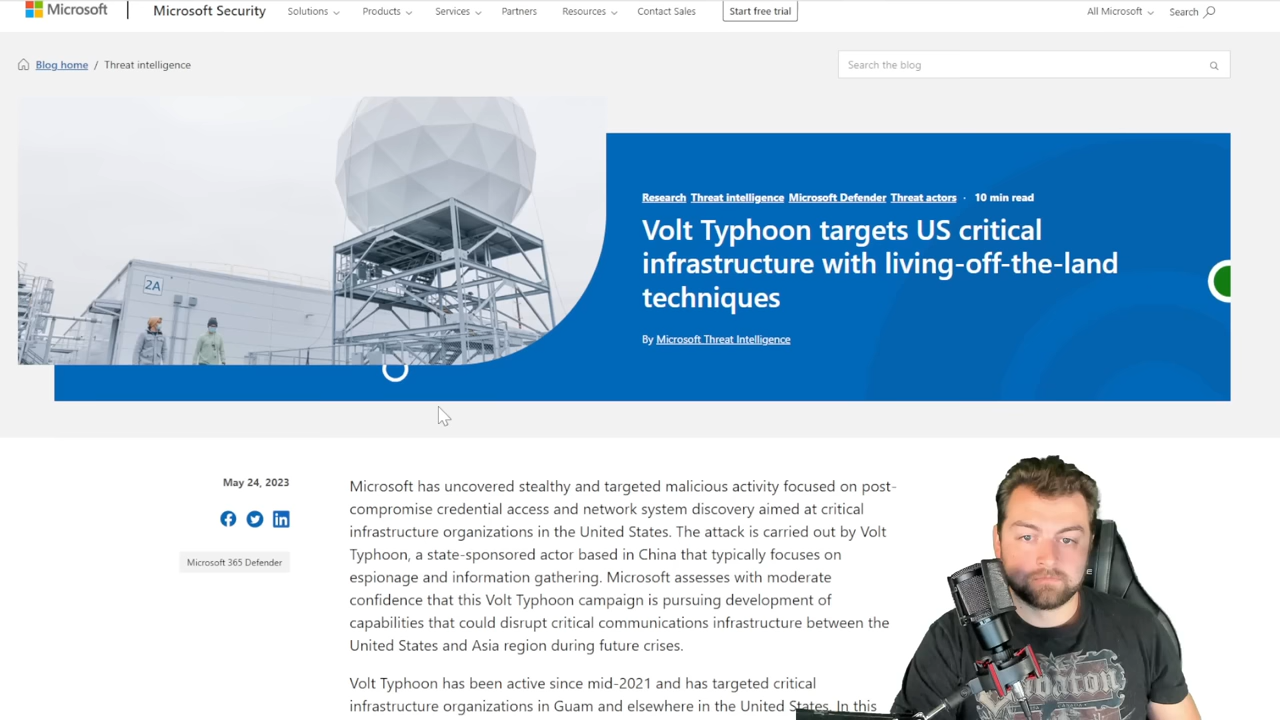 Microsoft
Microsoft Security
Solutions
Products
Services
Partners
Resources
Contact Sales
Start free trial
All Microsoft
Search
Blog home / Threat intelligence
Search the blog
2A
Research Threat intelligence Microsoft Defender Threat actors · 10 min read
Volt Typhoon targets US critical
infrastructure with living-off-the-land
techniques
By Microsoft Threat Intelligence
May 24, 2023
Microsoft 365 Defender
Microsoft has uncovered stealthy and targeted malicious activity focused on post-
compromise credential access and network system discovery aimed at critical
infrastructure organizations in the United States. The attack is carried out by Volt
Typhoon, a state-sponsored actor based in China that typically focuses on
espionage and information gathering. Microsoft assesses with moderate
confidence that this Volt Typhoon campaign is pursuing development of
capabilities that could disrupt critical communications infrastructure between the
United States and Asia region during future crises.
Volt Typhoon has been active since mid-2021 and has targeted critical
infrastructure organizations in Guam and elsewhere in the United States. In this